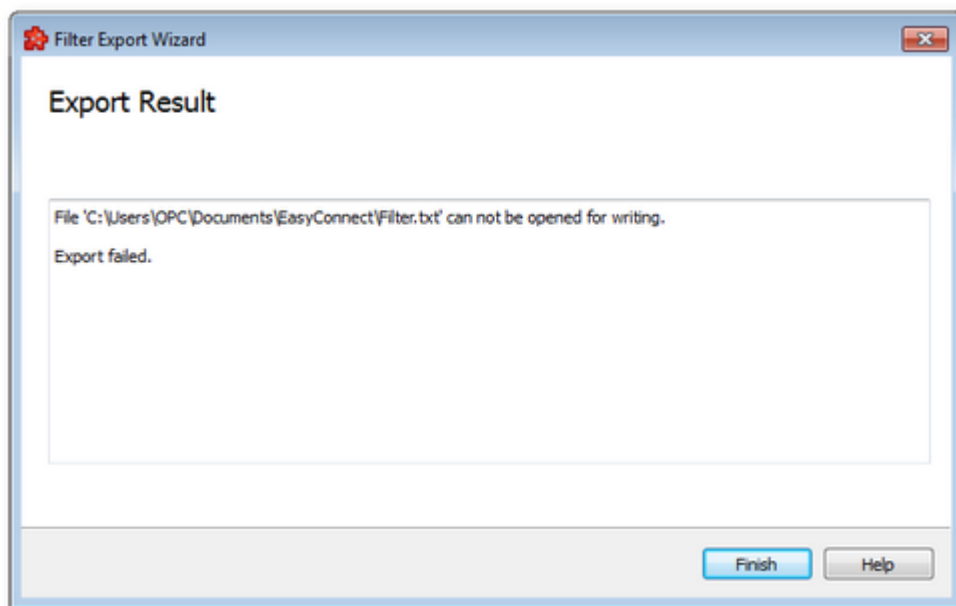 Filter Export Wizard
Export Result
File 'C:\Users\OPC\Documents\EasyConnect\Filter.txt' can not be opened for writing.
Export failed.
Finish
Help